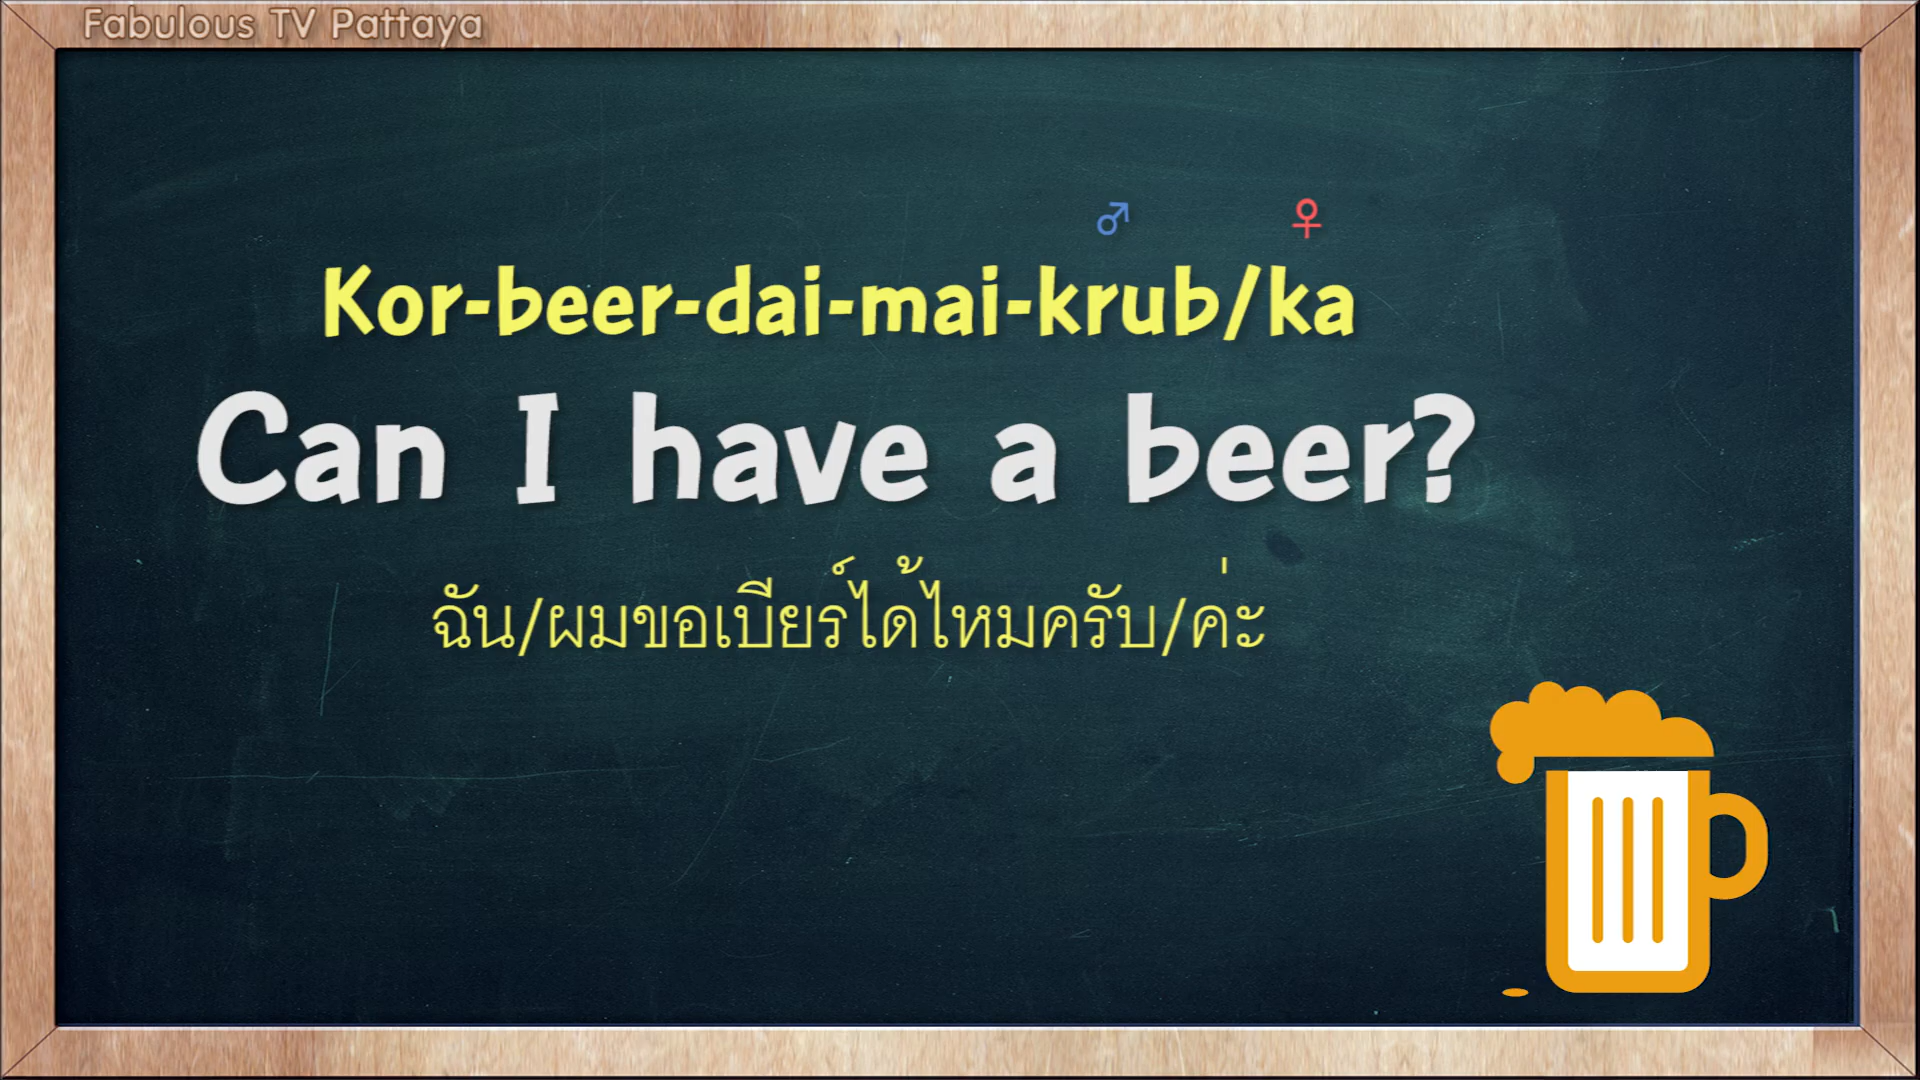 Fabulous TV Pattaya
♂ ♀
Kor-beer-dai-mai-krub/ka
Can I have a beer?
ฉัน/ผมขอเบียร์ได้ไหมครับ/ค่ะ